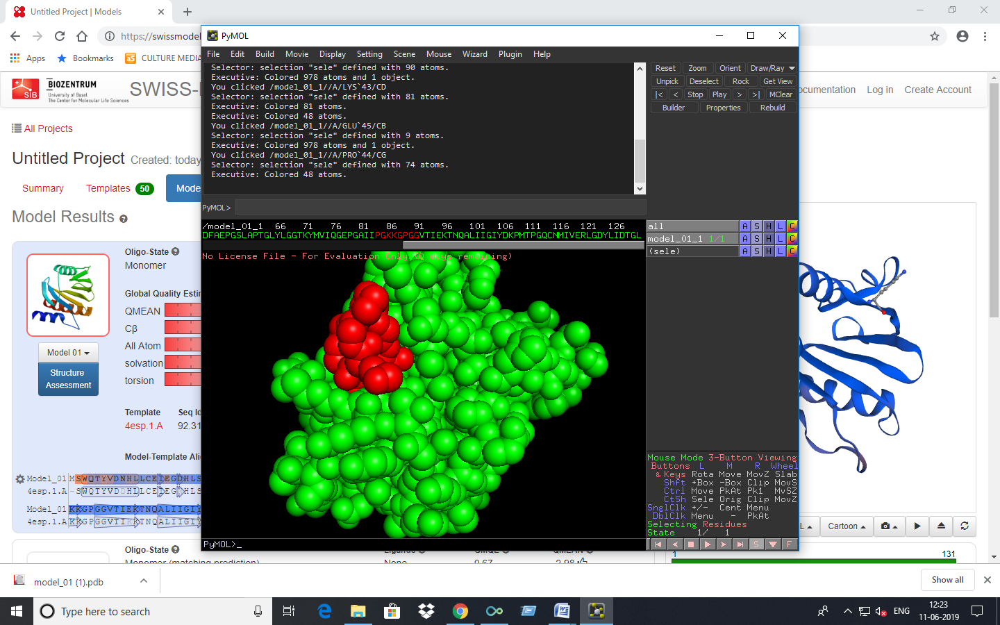 Untitled Project | Models
https://swissmodel
Apps
Bookmarks
CULTURE MEDIA
SIB
BIOZENTRUM
University of Basel
The Center for Molecular Life Sciences
SWISS-
ocumentation
Log in
Create Account
All Projects
Untitled Project Created: today
Summary
Templates 50
Mode
Model Results
Oligo-State
Monomer
Global Quality Estim
QMEAN
Cβ
All Atom
solvation
torsion
Model 01
Structure
Assessment
Template Seq Id
4esp.1.A 92.31
Model-Template Alig
Model_01 MSWQTYVDNHLLCEIEGDHLS
4esp.1.A -SWQTYVDDHLLCEIEG HLS
Model_01 KKGPGGVTIEKTNQALIIGIY
4esp.1.A KKGPGGVTIKKTNQALIIGIY
Oligo-State
Monomer (matching prediction)
None
0.67
PyMOL
File Edit Build Movie Display Setting Scene Mouse Wizard Plugin Help
Selector: selection "sele" defined with 90 atoms.
Executive: Colored 978 atoms and 1 object.
You clicked /model_01_1//A/LYS`43/CD
Selector: selection "sele" defined with 81 atoms.
Executive: Colored 81 atoms.
Executive: Colored 48 atoms.
You clicked /model_01_1//A/GLU`45/CB
Selector: selection "sele" defined with 9 atoms.
Executive: Colored 978 atoms and 1 object.
You clicked /model_01_1//A/PRO`44/CG
Selector: selection "sele" defined with 74 atoms.
Executive: Colored 48 atoms.
PyMOL>
Reset Zoom Orient Draw/Ray
Unpick Deselect Rock Get View
|< < Stop Play > >| MClear
Builder Properties Rebuild
/model_01_1 66 71 76 81 86 91 96 101 106 111 116 121 126
DFAEPGSLAPTGLYLGGTKYMVIQGEPGAIIPGKKGPGGVTIEKTNQALIIGIYDKPMTPGQCNMIVERLGDYLIDTGL
No License File - For Evaluation Only (0 days remaining)
all A S H L C
model_01_1 1/1 A S H L C
(sele) A S H L C
Mouse Mode 3-Button Viewing
Buttons L M R Wheel
& Keys Rota Move MovZ Slab
Shft +Box -Box Clip MovS
Ctrl Move PkAt Pk1 MvSZ
CtSh Sele Orig Clip MovZ
SnglClk +/- Cent Menu
DblClk Menu - PkAt
Selecting Residues
State 1/ 1
PyMOL>_
S
F
Cartoon
1
131
model_01 (1).pdb
Show all
Type here to search
ENG
12:23
11-06-2019